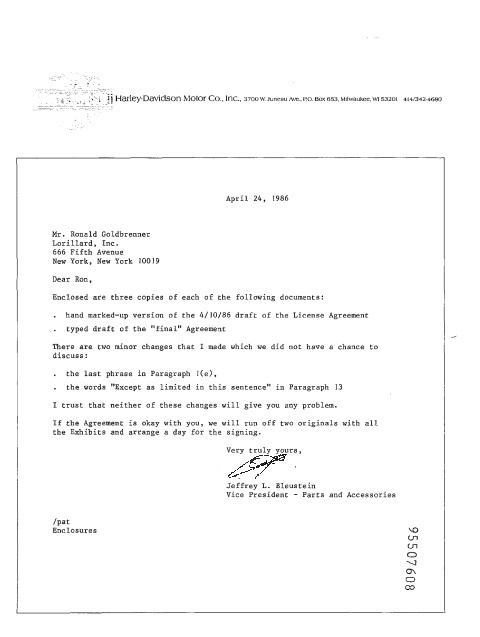 Harley-Davidson Motor Co., Inc., 3700 W. Juneau Ave., P.O. Box 653, Milwaukee, WI 53201 414/342-4680
April 24, 1986
Mr. Ronald Goldbrenner
Lorillard, Inc.
666 Fifth Avenue
New York, New York 10019
Dear Ron,
Enclosed are three copies of each of the following documents:
. hand marked-up version of the 4/10/86 draft of the License Agreement
. typed draft of the "final" Agreement
There are two minor changes that I made which we did not have a chance to
discuss:
. the last phrase in Paragraph 1(e),
. the words "Except as limited in this sentence" in Paragraph 13
I trust that neither of these changes will give you any problem.
If the Agreement is okay with you, we will run off two originals with all
the Exhibits and arrange a day for the signing.
Very truly yours,
Jeffrey L. Bleustein
Vice President - Parts and Accessories
/pat
Enclosures
95507608